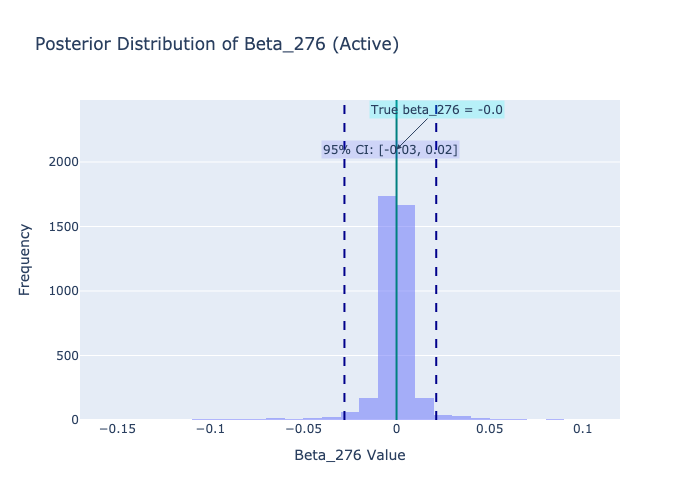 Posterior Distribution of Beta_276 (Active)
True beta_276 = -0.0
95% CI: [-0.03, 0.02]
2000
1500
1000
500
0
Frequency
−0.15
−0.1
−0.05
0
0.05
0.1
Beta_276 Value